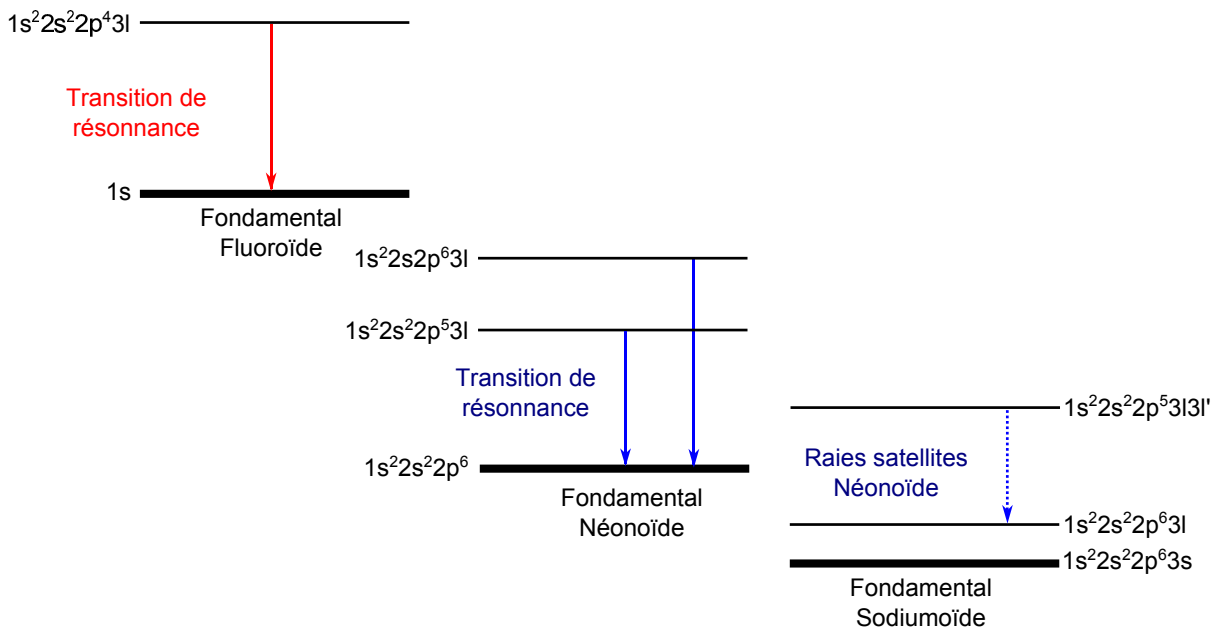 1s²2s²2p⁴3l
Transition de
résonnance
1s
Fondamental
Fluoroïde
1s²2s2p⁶3l
1s²2s²2p⁵3l
Transition de
résonnance
1s²2s²2p⁶
Fondamental
Néonoïde
1s²2s²2p⁵3l3l'
Raies satellites
Néonoïde
1s²2s²2p⁶3l
1s²2s²2p⁶3s
Fondamental
Sodiumoïde